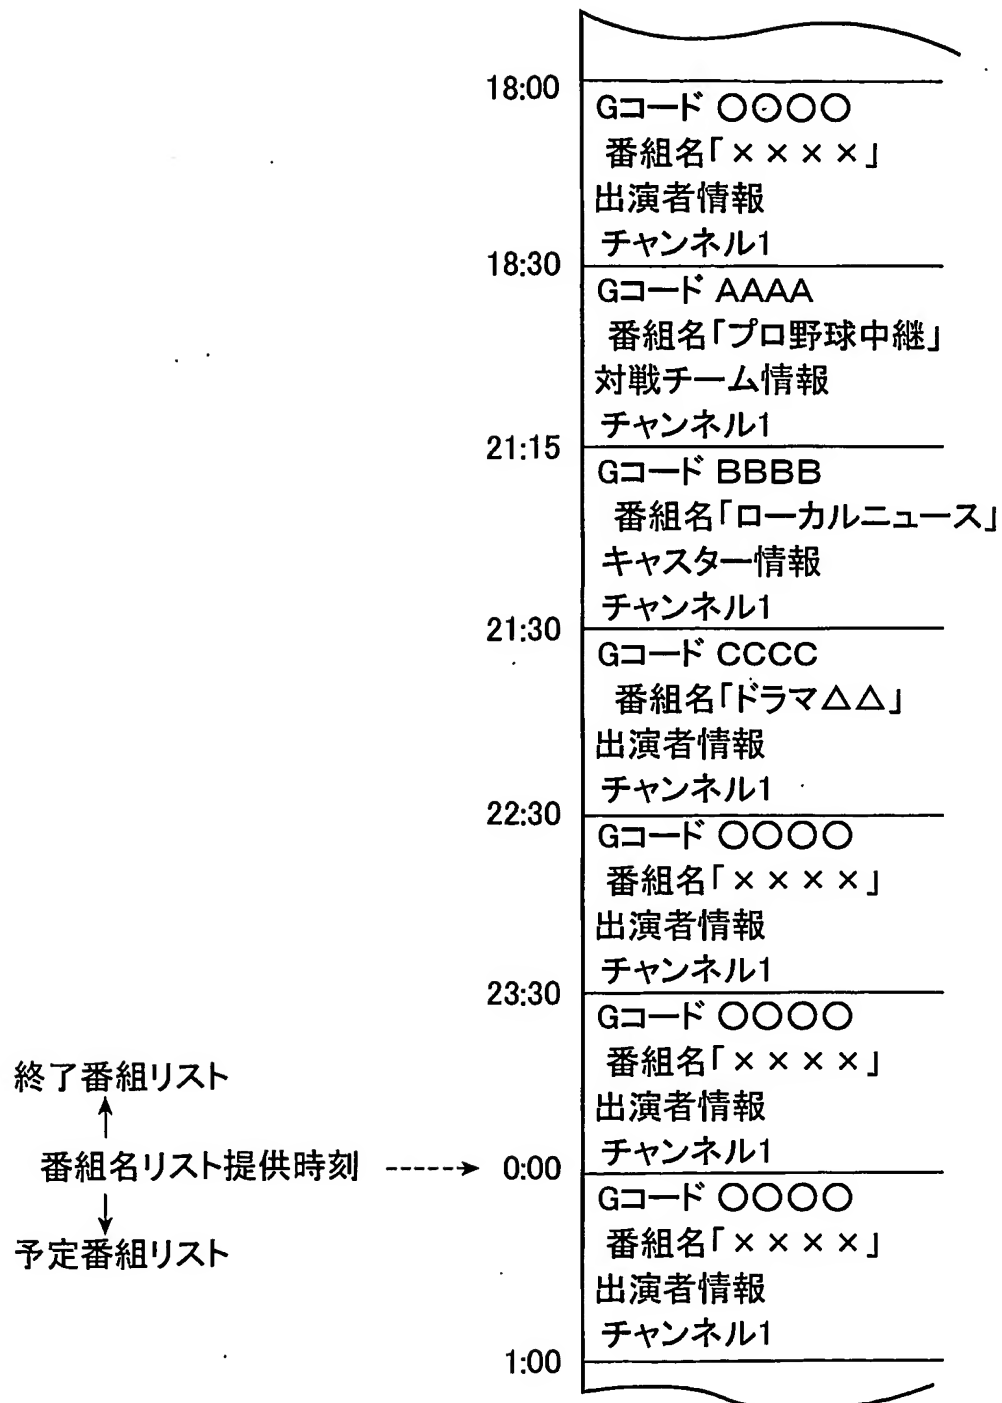 18:00
Gコード ○○○○
番組名「××××」
出演者情報
チャンネル1
18:30
Gコード AAAA
番組名「プロ野球中継」
対戦チーム情報
チャンネル1
21:15
Gコード BBBB
番組名「ローカルニュース」
キャスター情報
チャンネル1
21:30
Gコード CCCC
番組名「ドラマ△△」
出演者情報
チャンネル1
22:30
Gコード ○○○○
番組名「××××」
出演者情報
チャンネル1
23:30
Gコード ○○○○
番組名「××××」
出演者情報
チャンネル1
終了番組リスト
番組名リスト提供時刻
0:00
予定番組リスト
Gコード ○○○○
番組名「××××」
出演者情報
チャンネル1
1:00